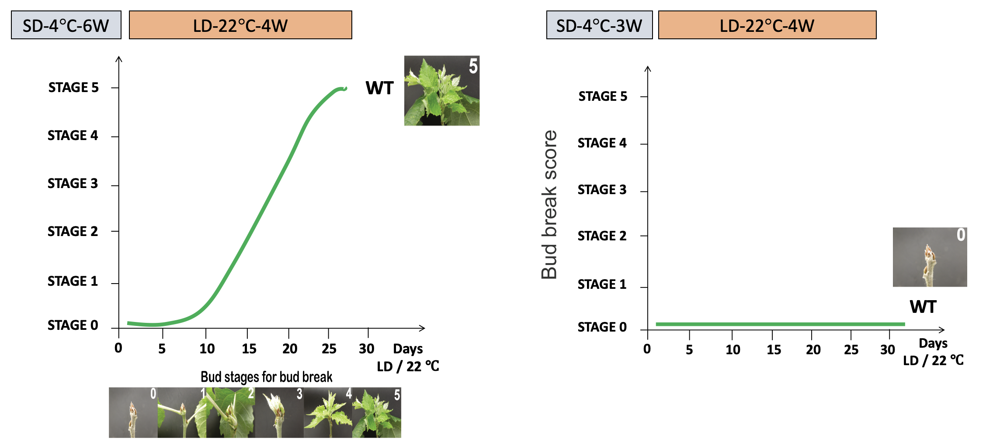 SD-4°C-6W
LD-22°C-4W
STAGE 5
STAGE 4
STAGE 3
STAGE 2
STAGE 1
STAGE 0
WT
5
0 5 10 15 20 25 30 Days
LD / 22 °C
Bud stages for bud break
0 1 2 3 4 5
SD-4°C-3W
LD-22°C-4W
Bud break score
STAGE 5
STAGE 4
STAGE 3
STAGE 2
STAGE 1
STAGE 0
0
WT
0 5 10 15 20 25 30 Days
LD / 22 °C